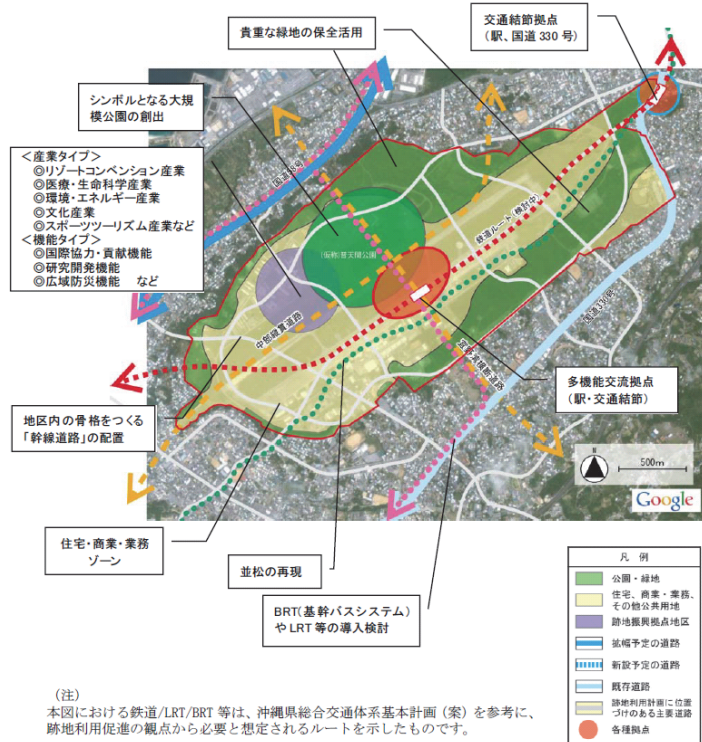 貴重な緑地の保全活用
交通結節拠点
(駅、国道330号)
シンボルとなる大規
模公園の創出
<産業タイプ>
◎リゾートコンベンション産業
◎医療・生命科学産業
◎環境・エネルギー産業
◎文化産業
◎スポーツツーリズム産業など
<機能タイプ>
◎国際協力・貢献機能
◎研究開発機能
◎広域防災機能 など
国道58号
(仮称)普天間公園
鉄道ルート(検討中)
国道330号
中部縦貫道路
宜野湾横断道路
多機能交流拠点
(駅・交通結節)
地区内の骨格をつくる
「幹線道路」の配置
N
500m
Google
住宅・商業・業務
ゾーン
並松の再現
BRT(基幹バスシステム)
やLRT等の導入検討
凡 例
公園・緑地
住宅、商業・業務、
その他公共用地
跡地振興拠点地区
拡幅予定の道路
新設予定の道路
既存道路
跡地利用計画に位置
づけのある主要道路
各種拠点
(注)
本図における鉄道/LRT/BRT 等は、沖縄県総合交通体系基本計画(案)を参考に、
跡地利用促進の観点から必要と想定されるルートを示したものです。